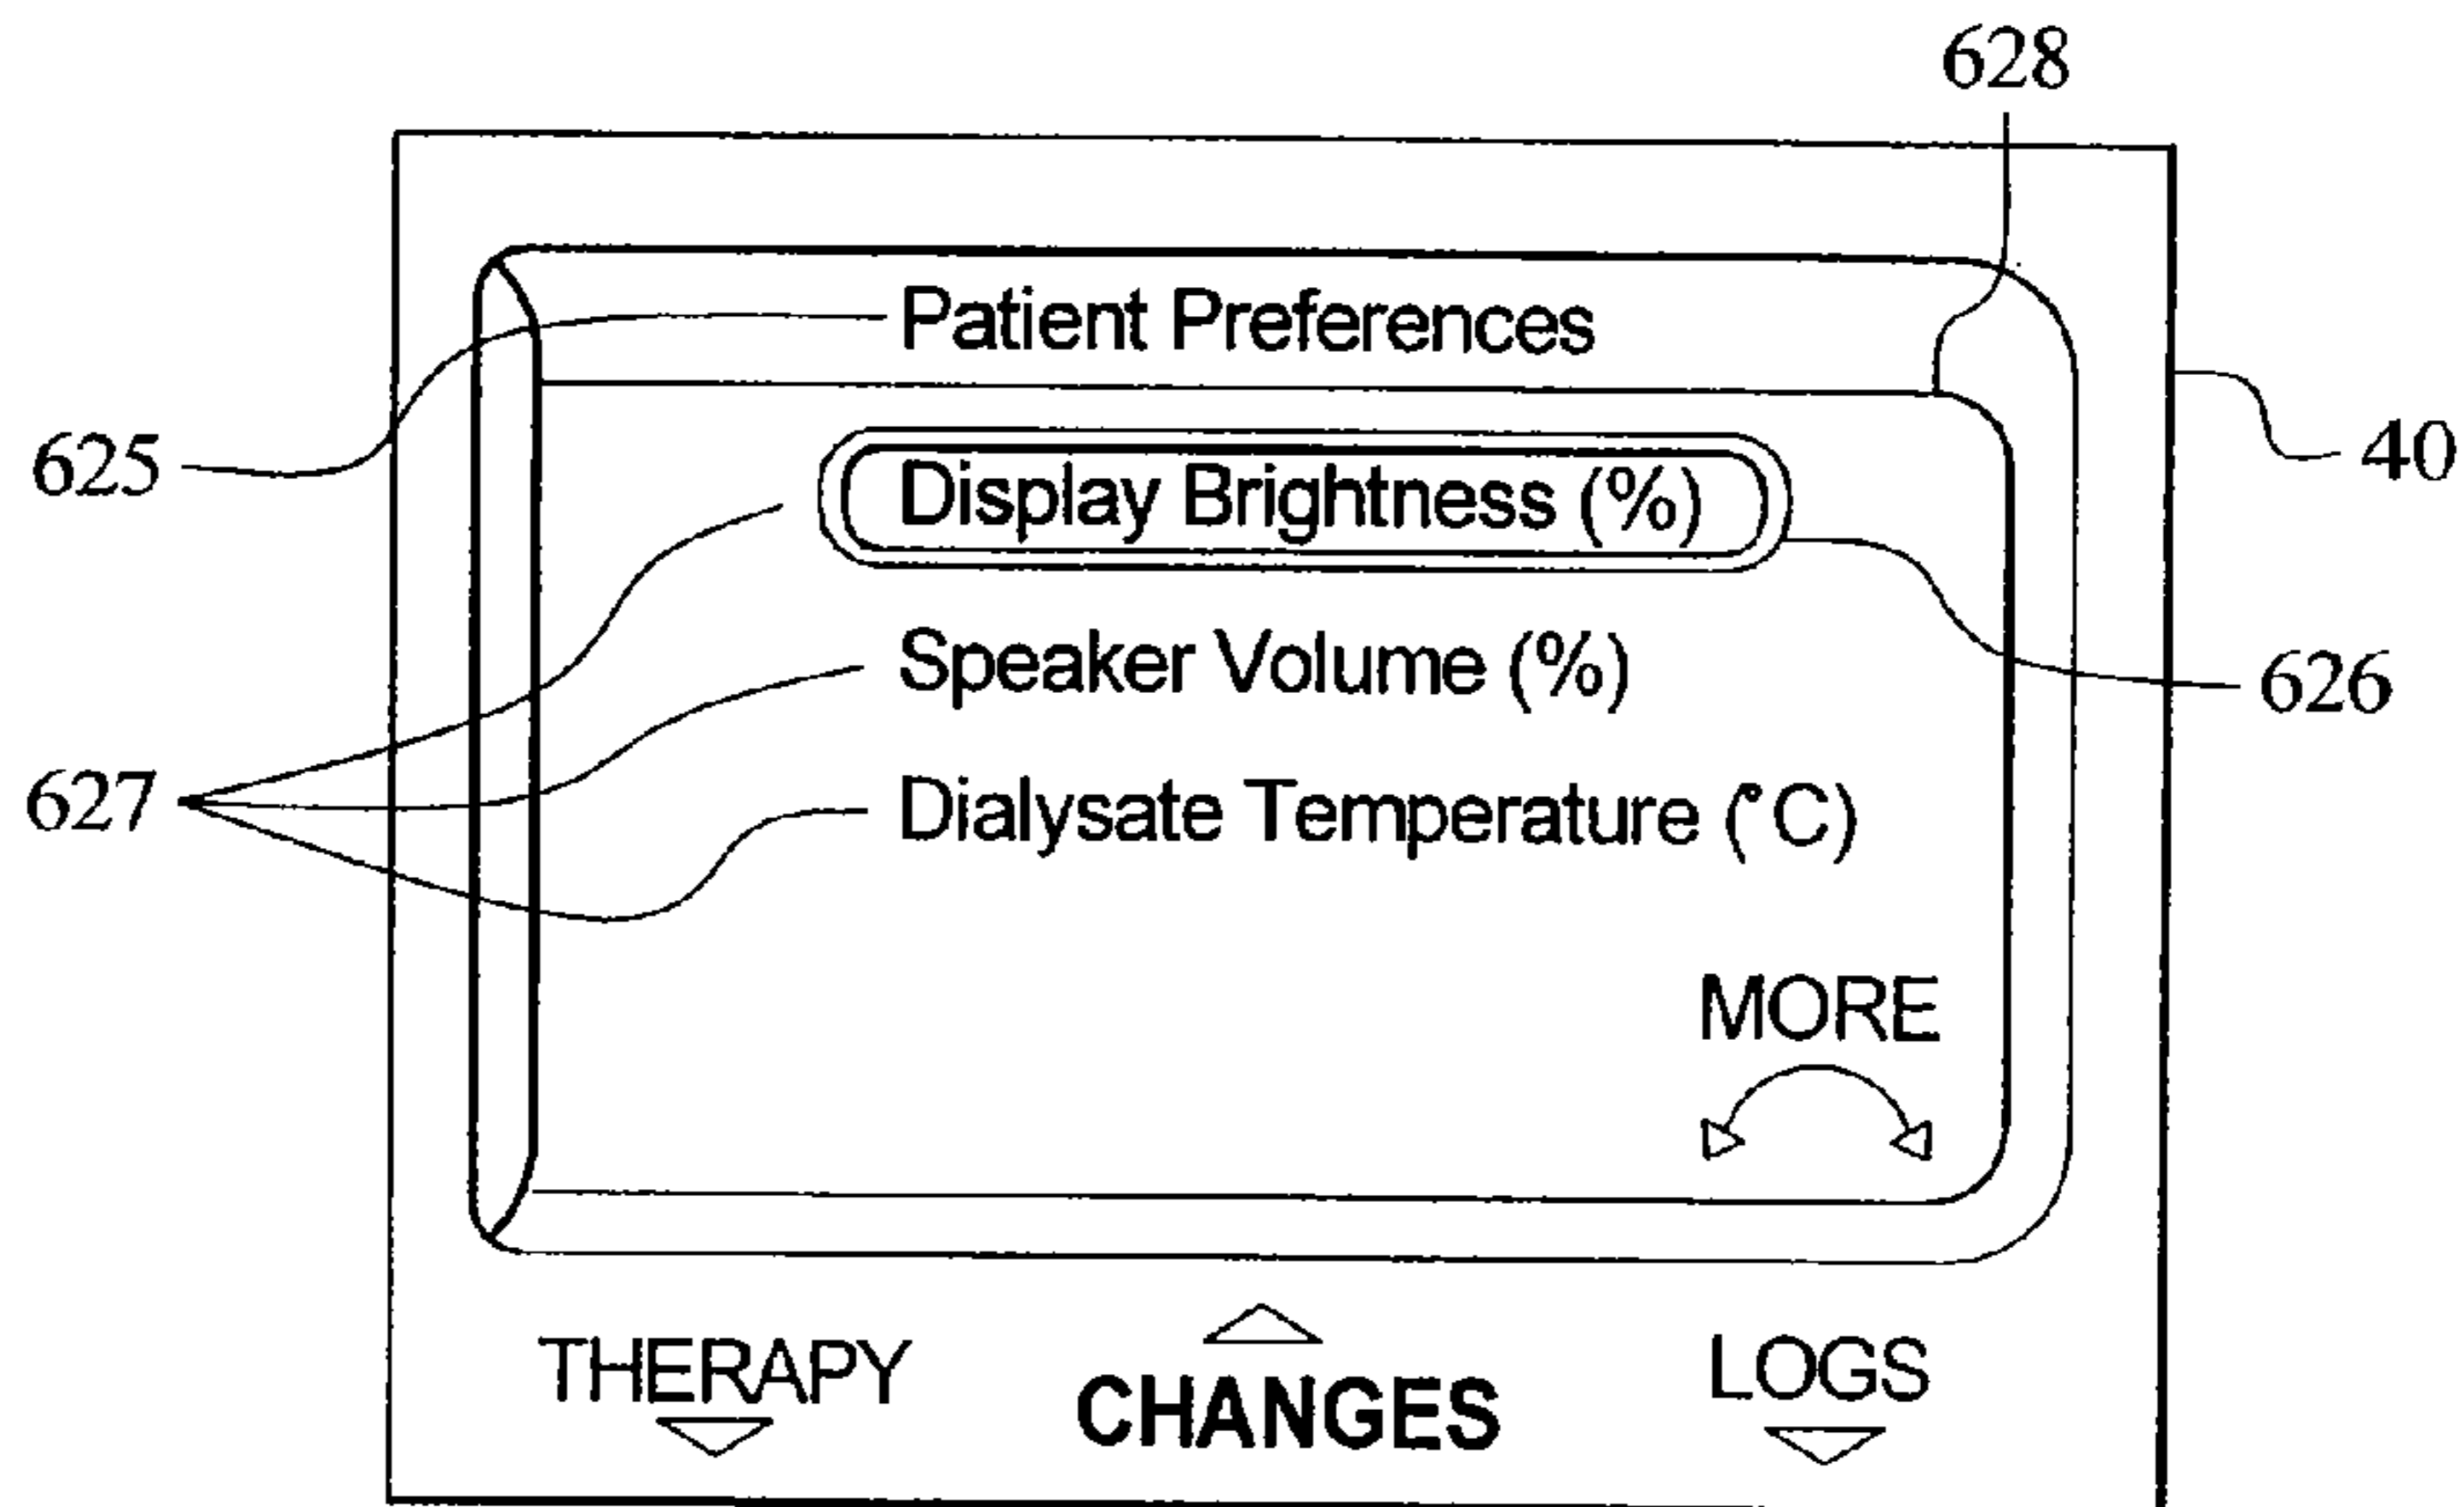 628
Patient Preferences
625
Display Brightness (%)
40
Speaker Volume (%)
626
627
Dialysate Temperature (°C)
MORE
THERAPY
CHANGES
LOGS